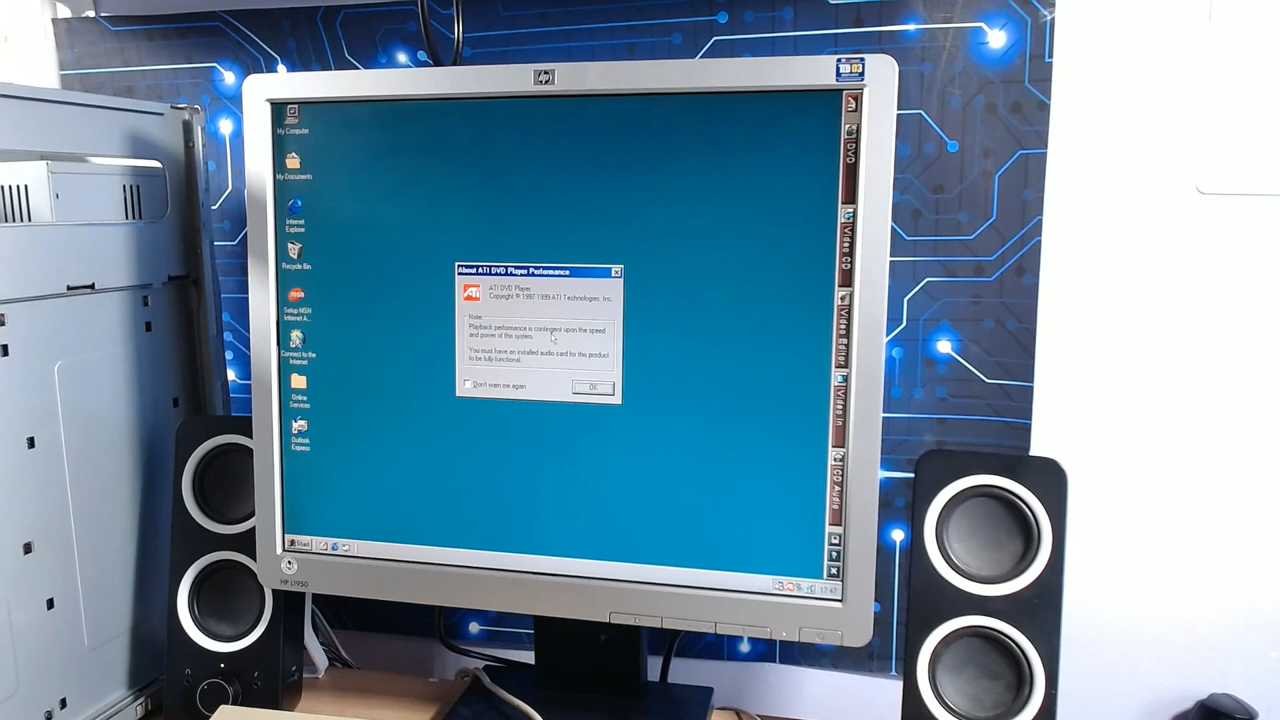 hp
TCO 03
My Computer
My Documents
Internet
Explorer
Recycle Bin
msn
Setup MSN
Internet A...
Connect to the
Internet
Online
Services
Outlook
Express
About ATI DVD Player Performance
ATI
ATI DVD Player
Copyright © 1997-1999 ATI Technologies, Inc.
Note:
Playback performance is contingent upon the speed
and power of this system.
You must have an installed audio card for this product
to be fully functional.
Don't warn me again
OK
DVD
Video CD
Video Editor
Video In
CD Audio
?
Start
17:47
HP L1950